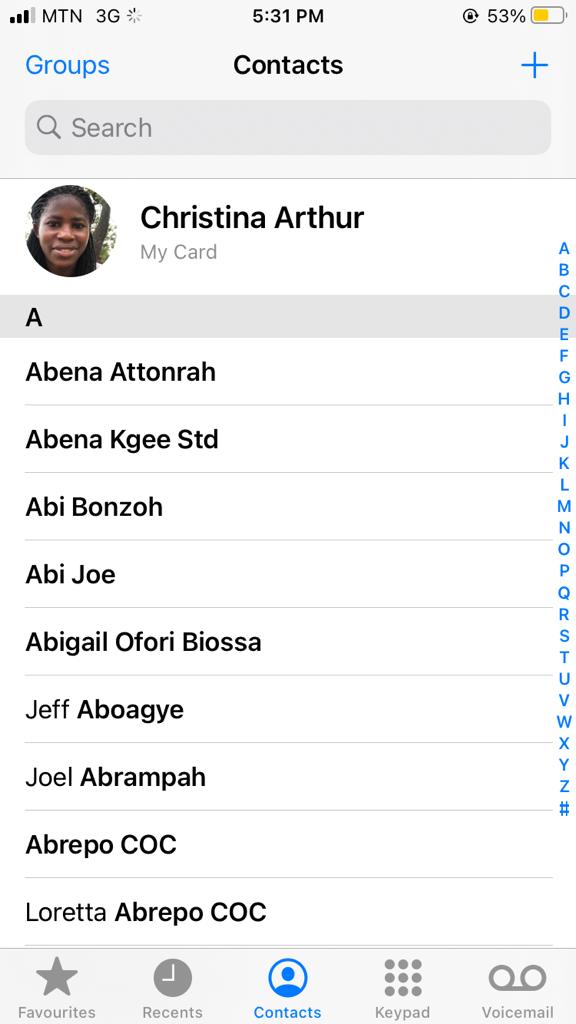 MTN 3G 5:31 PM 53%
Groups Contacts +
Search
Christina Arthur
My Card
A
Abena Attonrah
Abena Kgee Std
Abi Bonzoh
Abi Joe
Abigail Ofori Biossa
Jeff Aboagye
Joel Abrampah
Abrepo COC
Loretta Abrepo COC
A
B
C
D
E
F
G
H
I
J
K
L
M
N
O
P
Q
R
S
T
U
V
W
X
Y
Z
#
Favourites Recents Contacts Keypad Voicemail